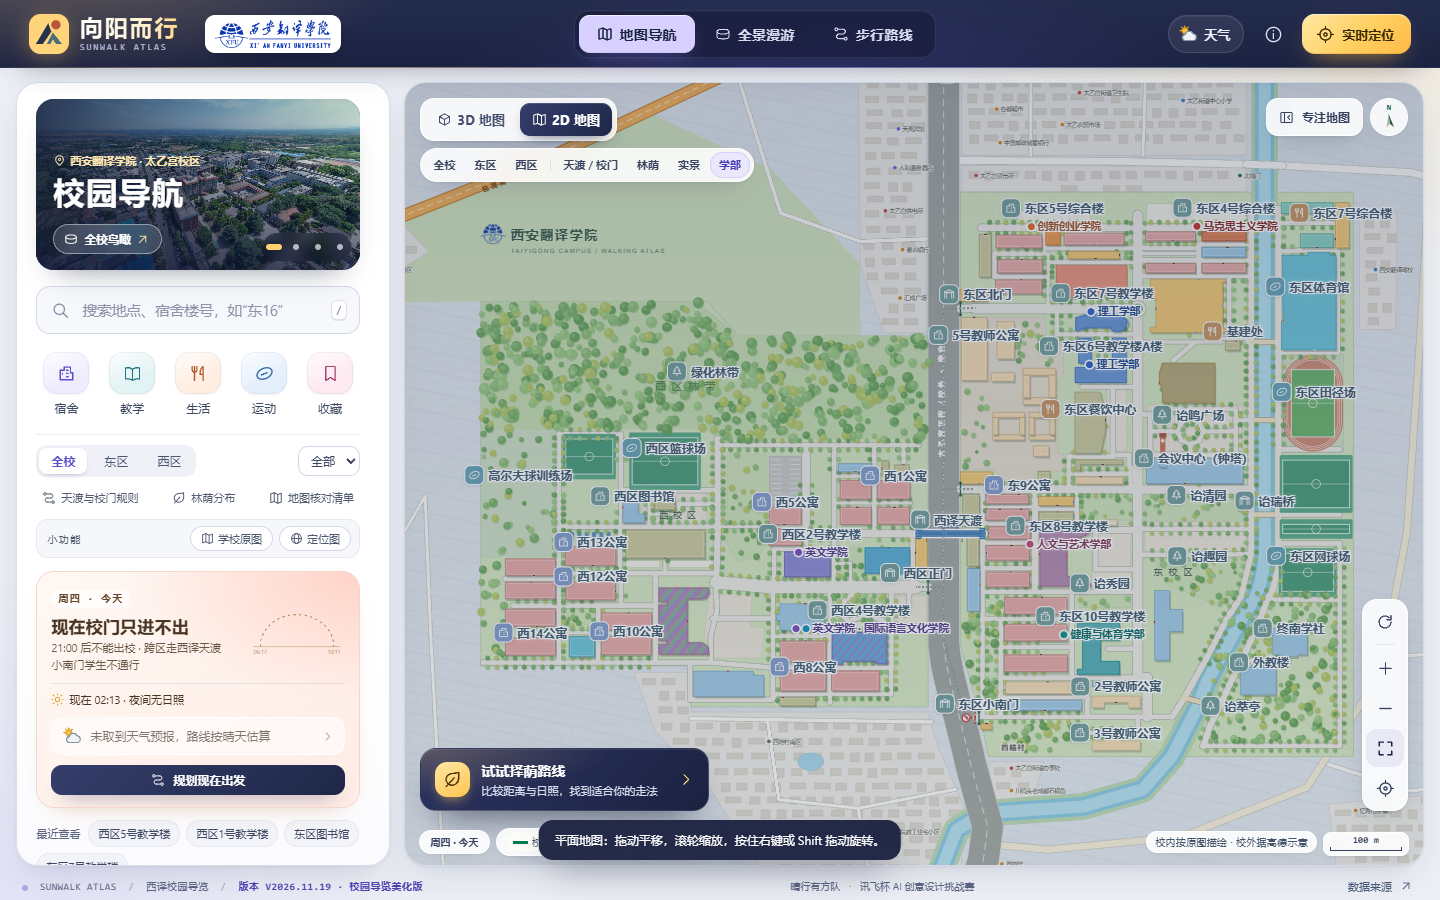 向阳而行
SUNWALK ATLAS
西安翻译学院
XI' AN FANYI UNIVERSITY
地图导航
全景漫游
步行路线
天气
实时定位
西安翻译学院 · 太乙宫校区
校园导航
全校鸟瞰
搜索地点、宿舍楼号，如“东16”
/
宿舍
教学
生活
运动
收藏
全校
东区
西区
全部
天渡与校门规则
林荫分布
地图核对清单
小功能
学校原图
定位图
周四 · 今天
现在校门只进不出
21:00 后不能出校 · 跨区走西译天渡
小南门学生不通行
现在 02:13 · 夜间无日照
未取到天气预报，路线按晴天估算
规划现在出发
最近查看
西区5号教学楼
西区1号教学楼
东区图书馆
3D 地图
2D 地图
全校
东区
西区
天渡 / 校门
林荫
实景
学部
专注地图
N
西安翻译学院
TAIYIGONG CAMPUS / WALKING ATLAS
东区5号综合楼
创新创业学院
东区4号综合楼
马克思主义学院
东区7号综合楼
东区北门
东区7号教学楼
理工学部
东区体育馆
5号教师公寓
基建处
东区6号教学楼A楼
理工学部
绿化林带
西区林带
东区田径场
东区餐饮中心
诒鸣广场
西区篮球场
会议中心（钟塔）
高尔夫球训练场
西1公寓
东9公寓
西区图书馆
西校区
西5公寓
诒清园
诒瑞桥
西译天渡
东区8号教学楼
人文与艺术学部
西区2号教学楼
英文学院
西13公寓
诒趣园
东校区
东区网球场
西12公寓
西区正门
诒秀园
西区4号教学楼
英文学院 · 国际语言文化学院
东区10号教学楼
健康与体育学部
西14公寓
西10公寓
终南学社
西8公寓
外教楼
2号教师公寓
东区小南门
诒萃亭
3号教师公寓
四皓村
试试择荫路线
比较距离与日照，找到适合你的走法
周四 · 今天
平面地图：拖动平移，滚轮缩放，按住右键或 Shift 拖动旋转。
校内按原图描绘 · 校外据高德示意
100 m
SUNWALK ATLAS / 西译校园导览 / 版本 V2026.11.19 · 校园导览美化版
晴行有方队 · 讯飞杯 AI 创意设计挑战赛
数据来源